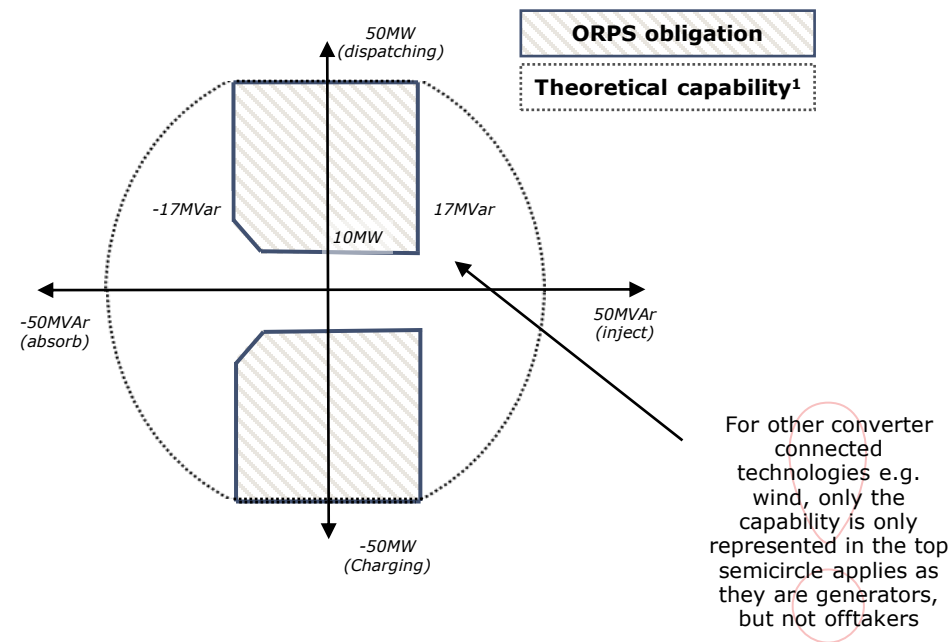 50MW
(dispatching)
ORPS obligation
Theoretical capability¹
-17MVar
17MVar
10MW
-50MVAr
(absorb)
50MVAr
(inject)
For other converter
connected
technologies e.g.
wind, only the
capability is only
represented in the top
semicircle applies as
they are generators,
but not offtakers
-50MW
(Charging)